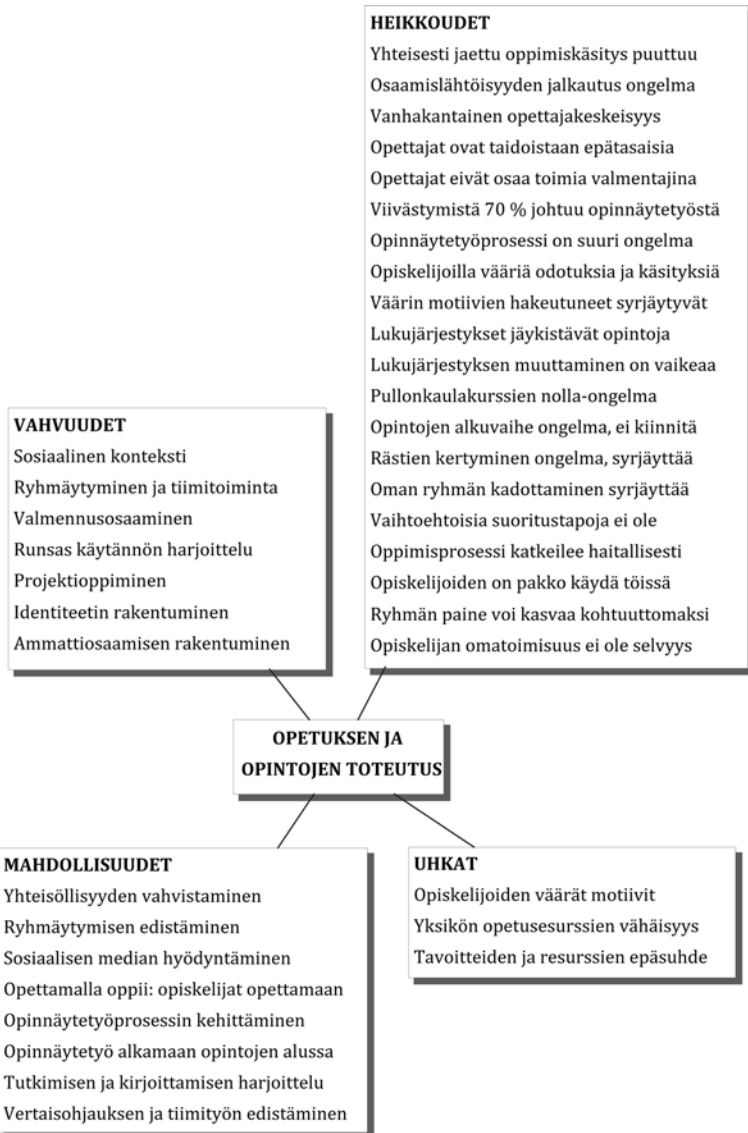 HEIKKOUDET
Yhteisesti jaettu oppimiskäsitys puuttuu
Osaamislähtöisyyden jalkautus ongelma
Vanhakantainen opettajakeskeisyys
Opettajat ovat taidoistaan epätasaisia
Opettajat eivät osaa toimia valmentajina
Viivästymistä 70 % johtuu opinnäytetyöstä
Opinnäytetyöprosessi on suuri ongelma
Opiskelijoilla vääriä odotuksia ja käsityksiä
Väärin motiivien hakeutuneet syrjäytyvät
Lukujärjestykset jäykistävät opintoja
Lukujärjestyksen muuttaminen on vaikeaa
Pullonkaulakurssien nolla-ongelma
Opintojen alkuvaihe ongelma, ei kiinnitä
Rästien kertyminen ongelma, syrjäyttää
Oman ryhmän kadottaminen syrjäyttää
Vaihtoehtoisia suoritustapoja ei ole
Oppimisprosessi katkeilee haitallisesti
Opiskelijoiden on pakko käydä töissä
Ryhmän paine voi kasvaa kohtuuttomaksi
Opiskelijan omatoimisuus ei ole selvyys
VAHVUUDET
Sosiaalinen konteksti
Ryhmäytyminen ja tiimitoiminta
Valmennusosaaminen
Runsas käytännön harjoittelu
Projektioppiminen
Identiteetin rakentuminen
Ammattiosaamisen rakentuminen
OPETUKSEN JA
OPINTOJEN TOTEUTUS
MAHDOLLISUUDET
Yhteisöllisyyden vahvistaminen
Ryhmäytymisen edistäminen
Sosiaalisen median hyödyntäminen
Opettamalla oppii: opiskelijat opettamaan
Opinnäytetyöprosessin kehittäminen
Opinnäytetyö alkamaan opintojen alussa
Tutkimisen ja kirjoittamisen harjoittelu
Vertaisohjauksen ja tiimityön edistäminen
UHKAT
Opiskelijoiden väärät motiivit
Yksikön opetusesurssien vähäisyys
Tavoitteiden ja resurssien epäsuhde